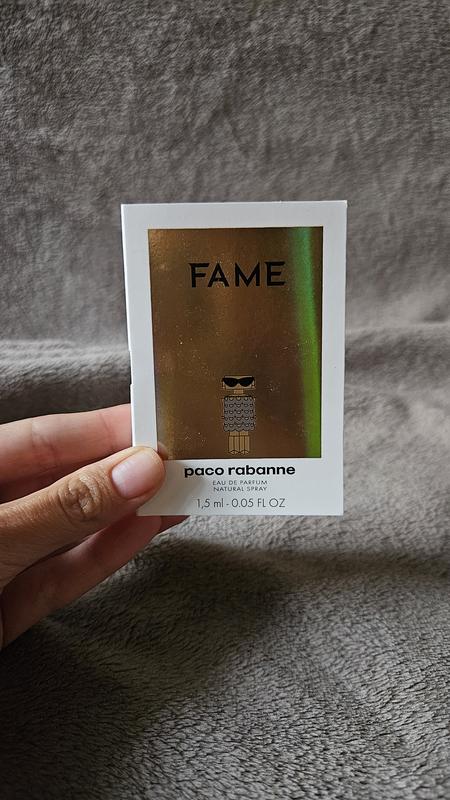 FAME
paco rabanne
EAU DE PARFUM
NATURAL SPRAY
1,5 ml - 0.05 FL OZ